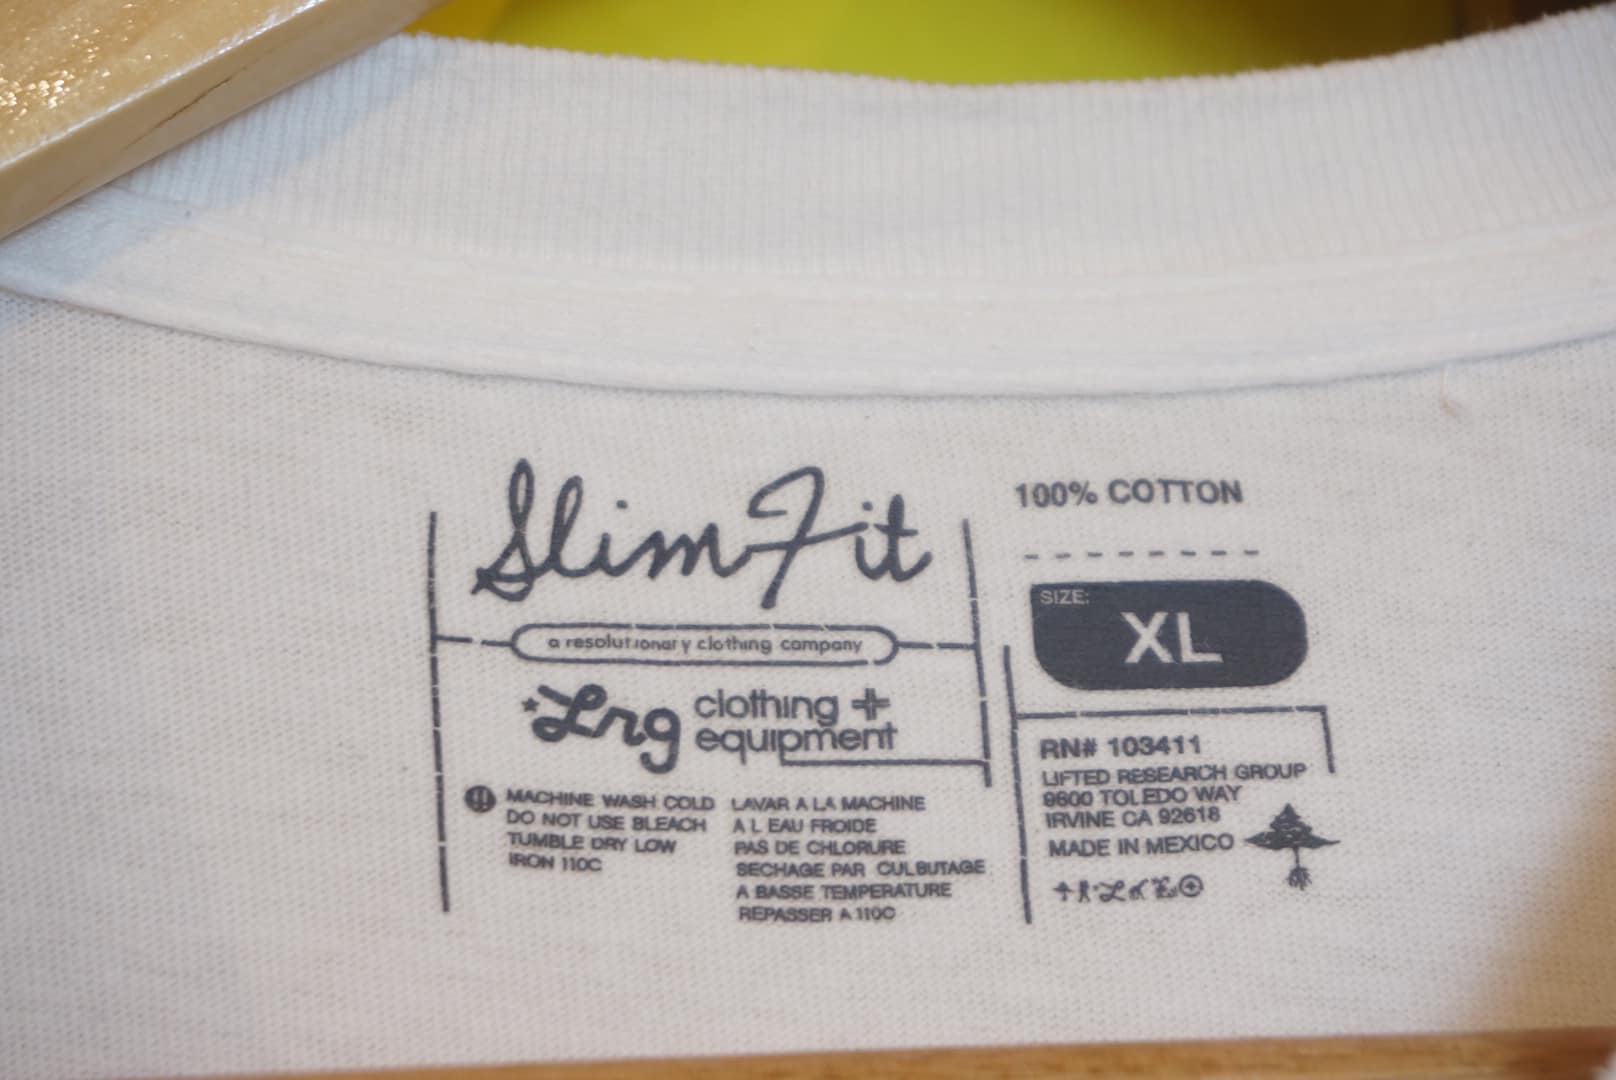 Slim Fit
a resolutionary clothing company
Lrg clothing +
equipment
MACHINE WASH COLD
DO NOT USE BLEACH
TUMBLE DRY LOW
IRON 110C
LAVAR A LA MACHINE
A L EAU FROIDE
PAS DE CHLORURE
SECHAGE PAR CULBUTAGE
A BASSE TEMPERATURE
REPASSER A 110C
100% COTTON
SIZE:
XL
RN# 103411
LIFTED RESEARCH GROUP
9600 TOLEDO WAY
IRVINE CA 92618
MADE IN MEXICO